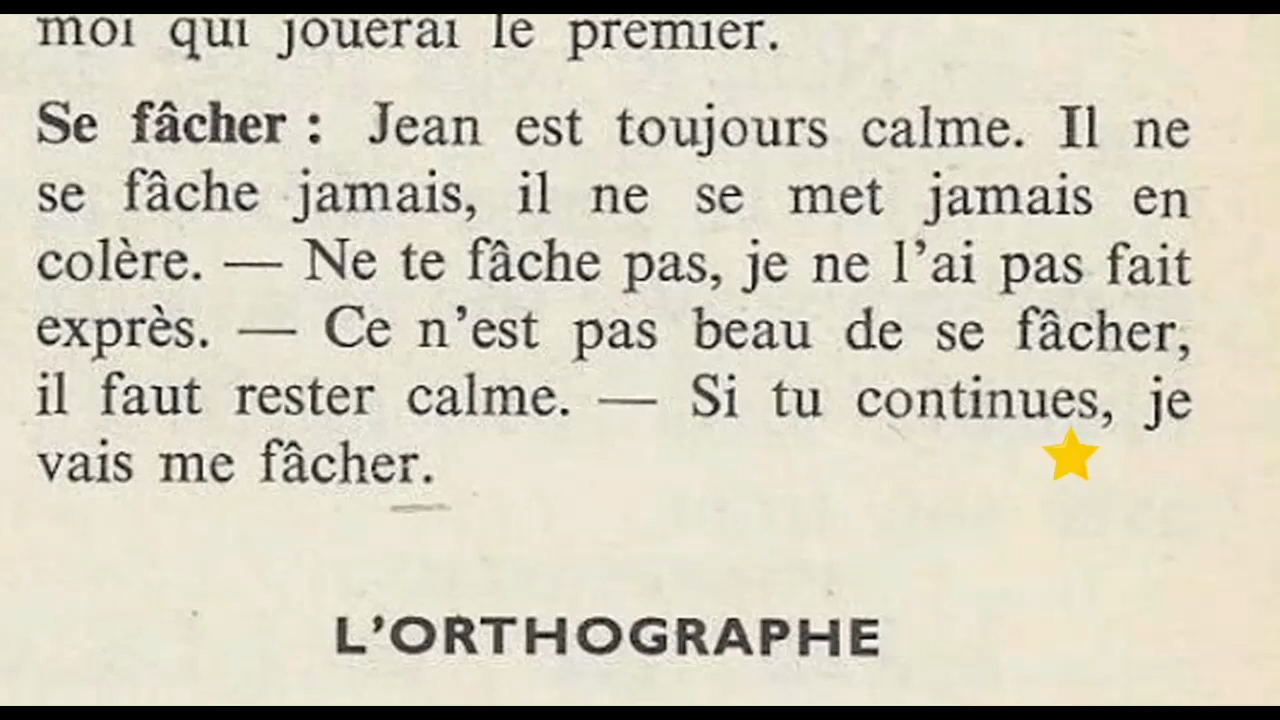 moi qui jouerai le premier.
Se fâcher : Jean est toujours calme. Il ne
se fâche jamais, il ne se met jamais en
colère. — Ne te fâche pas, je ne l'ai pas fait
exprès. — Ce n'est pas beau de se fâcher,
il faut rester calme. — Si tu continues, je
vais me fâcher.
L'ORTHOGRAPHE